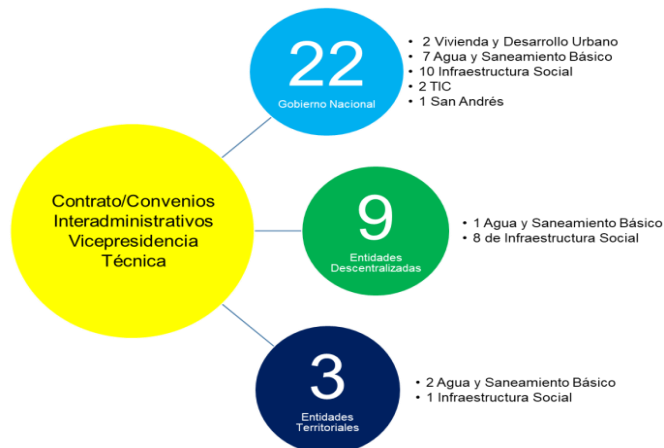 Contrato/Convenios
Interadministrativos
Vicepresidencia
Técnica
22
Gobierno Nacional
• 2 Vivienda y Desarrollo Urbano
• 7 Agua y Saneamiento Básico
• 10 Infraestructura Social
• 2 TIC
• 1 San Andrés
9
Entidades
Descentralizadas
• 1 Agua y Saneamiento Básico
• 8 de Infraestructura Social
3
Entidades
Territoriales
• 2 Agua y Saneamiento Básico
• 1 Infraestructura Social